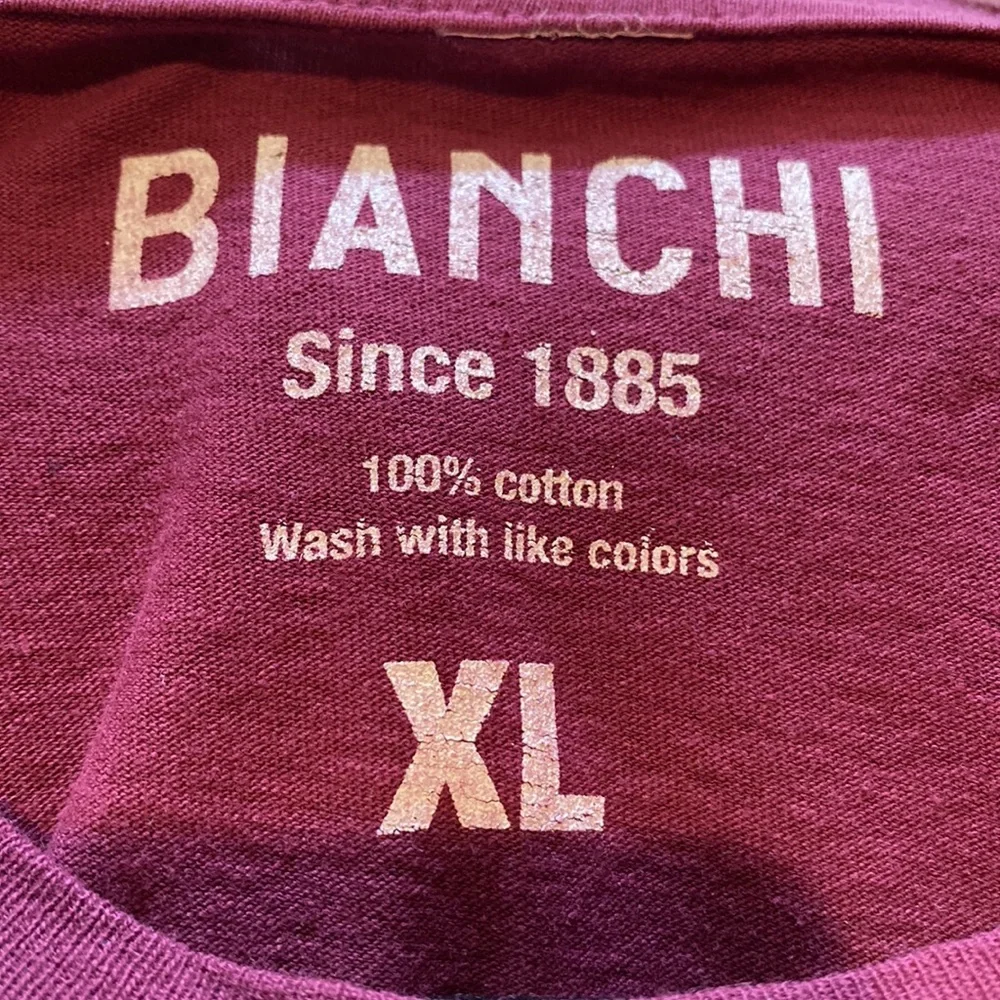 BIANCHI
Since 1885
100% cotton
Wash with like colors
XL